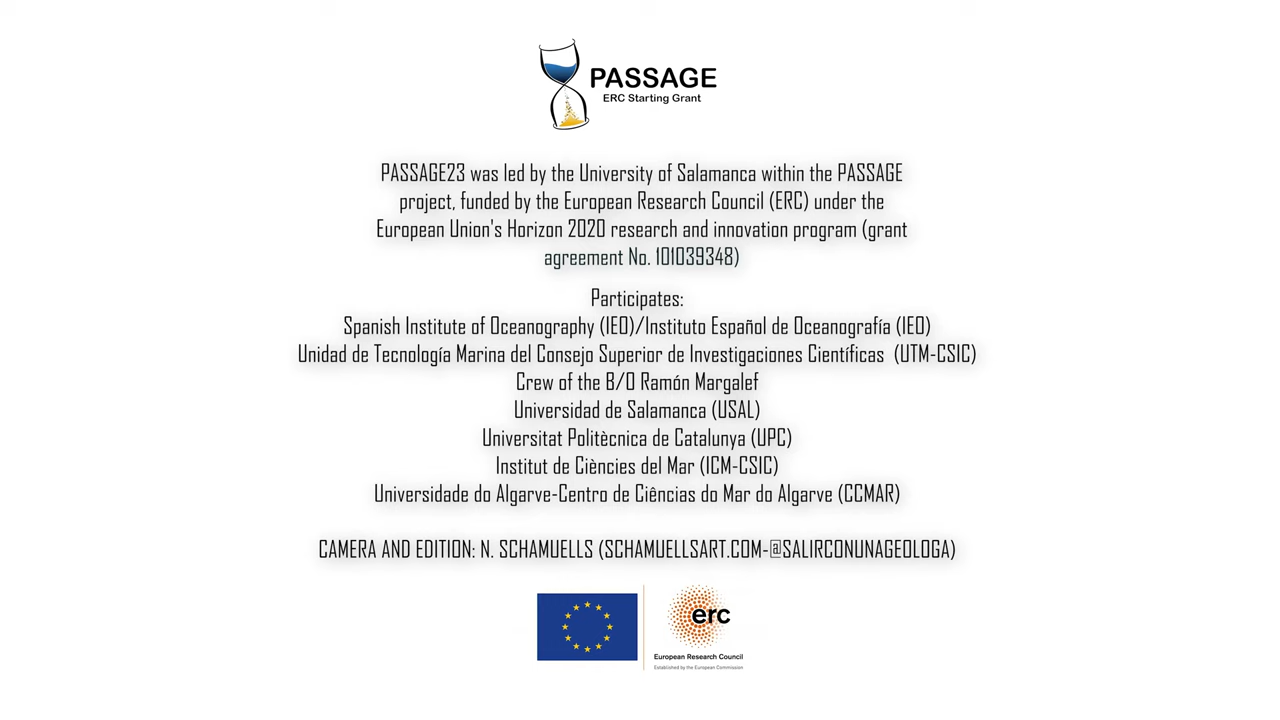 PASSAGE
ERC Starting Grant
PASSAGE23 was led by the University of Salamanca within the PASSAGE
project, funded by the European Research Council (ERC) under the
European Union's Horizon 2020 research and innovation program (grant
agreement No. 101039348)
Participates:
Spanish Institute of Oceanography (IEO)/Instituto Español de Oceanografía (IEO)
Unidad de Tecnología Marina del Consejo Superior de Investigaciones Científicas (UTM-CSIC)
Crew of the B/O Ramón Margalef
Universidad de Salamanca (USAL)
Universitat Politècnica de Catalunya (UPC)
Institut de Ciències del Mar (ICM-CSIC)
Universidade do Algarve-Centro de Ciências do Mar do Algarve (CCMAR)
CAMERA AND EDITION: N. SCHAMUELLS (SCHAMUELLSART.COM-@SALIRCONUNAGEOLOGA)
erc
European Research Council
Established by the European Commission